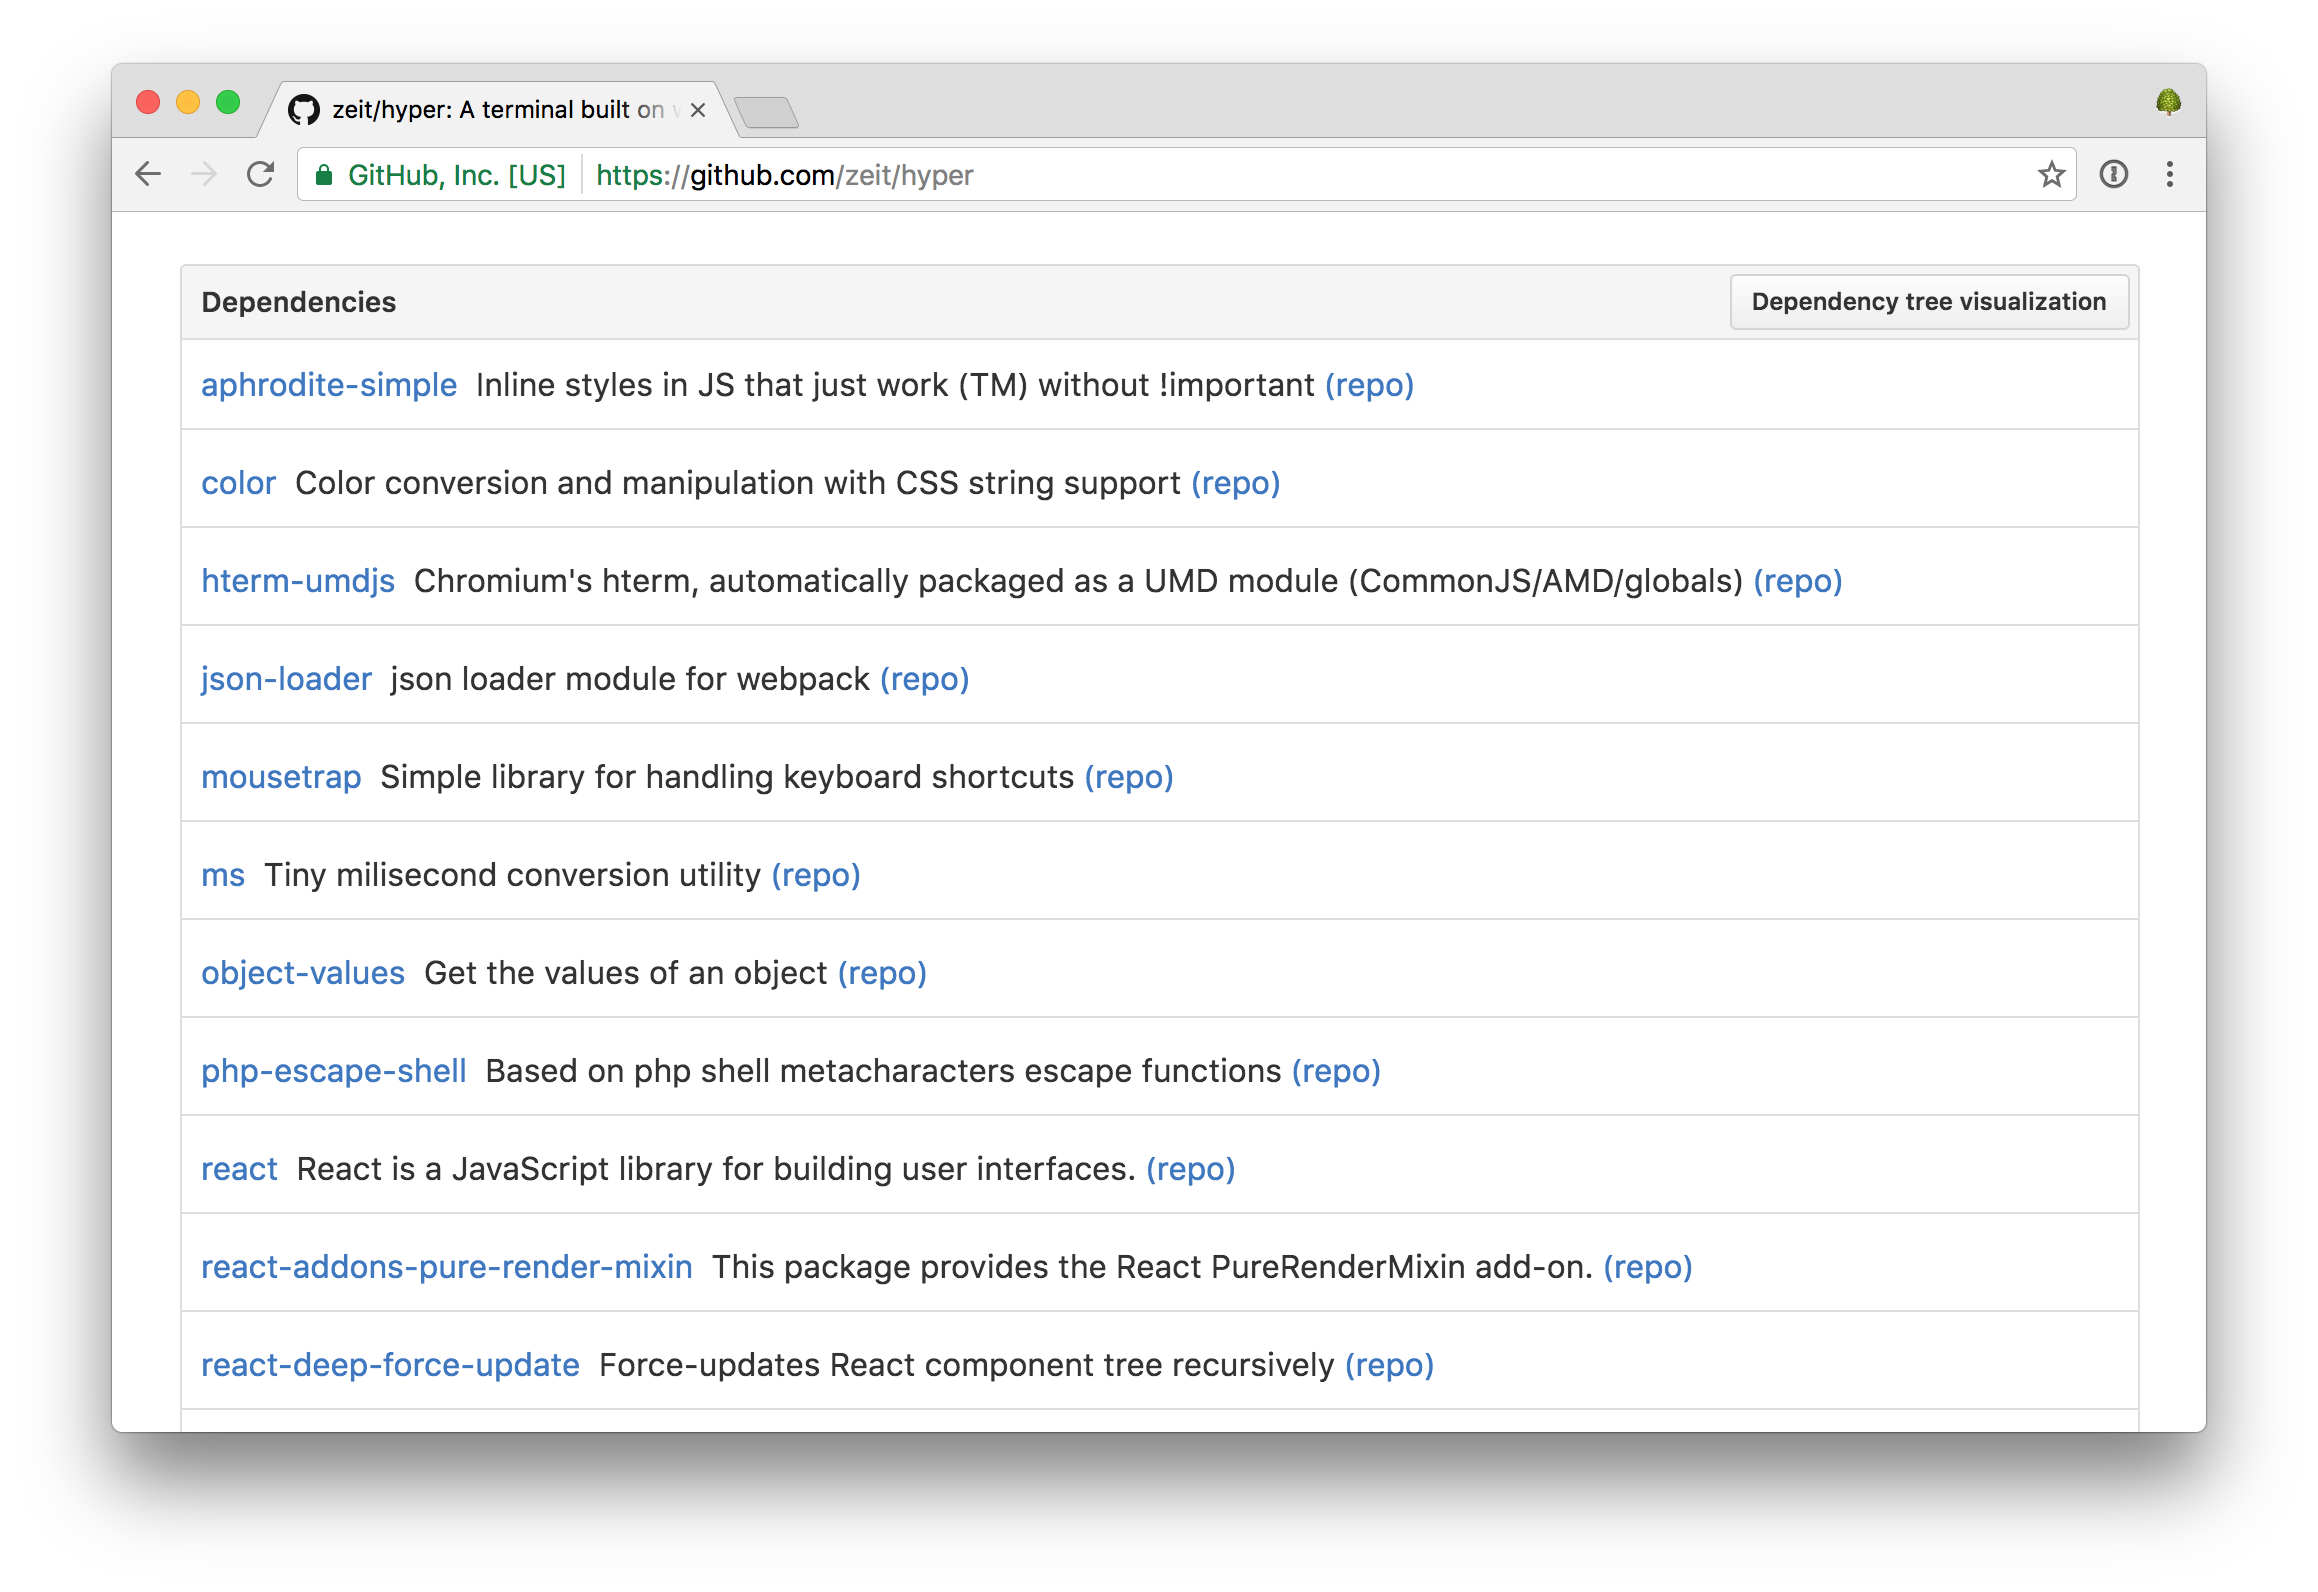 zeit/hyper: A terminal built on
GitHub, Inc. [US] https://github.com/zeit/hyper
Dependencies Dependency tree visualization
aphrodite-simple Inline styles in JS that just work (TM) without !important (repo)
color Color conversion and manipulation with CSS string support (repo)
hterm-umdjs Chromium's hterm, automatically packaged as a UMD module (CommonJS/AMD/globals) (repo)
json-loader json loader module for webpack (repo)
mousetrap Simple library for handling keyboard shortcuts (repo)
ms Tiny milisecond conversion utility (repo)
object-values Get the values of an object (repo)
php-escape-shell Based on php shell metacharacters escape functions (repo)
react React is a JavaScript library for building user interfaces. (repo)
react-addons-pure-render-mixin This package provides the React PureRenderMixin add-on. (repo)
react-deep-force-update Force-updates React component tree recursively (repo)